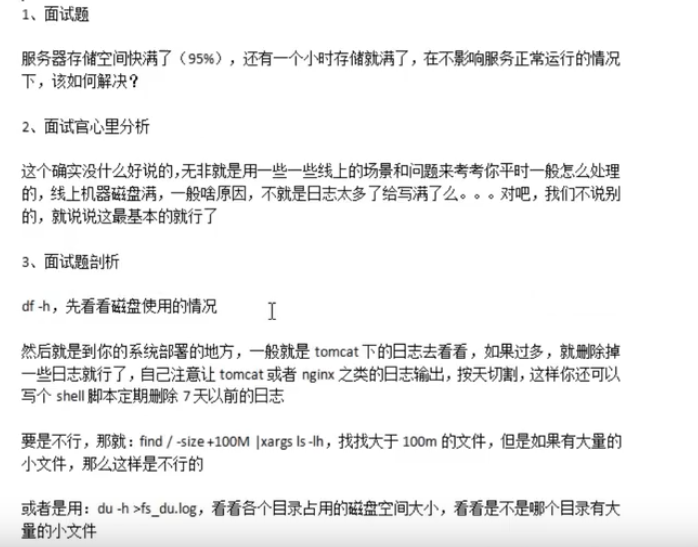 1、面试题
服务器存储空间快满了（95%），还有一个小时存储就满了，在不影响服务正常运行的情况
下，该如何解决？
2、面试官心里分析
这个确实没什么好说的,无非就是用一些一些线上的场景和问题来考考你平时一般怎么处理
的，线上机器磁盘满，一般啥原因，不就是日志太多了给写满了么。。。对吧，我们不说别
的，就说说这最基本的就行了
3、面试题剖析
df -h，先看看磁盘使用的情况
然后就是到你的系统部署的地方，一般就是 tomcat 下的日志去看看，如果过多，就删除掉
一些日志就行了，自己注意让 tomcat 或者 nginx 之类的日志输出，按天切割，这样你还可以
写个 shell 脚本定期删除 7 天以前的日志
要是不行，那就：find / -size +100M |xargs ls -lh，找找大于 100m 的文件，但是如果有大量的
小文件，那么这样是不行的
或者是用：du -h >fs_du.log，看看各个目录占用的磁盘空间大小，看看是不是哪个目录有大
量的小文件